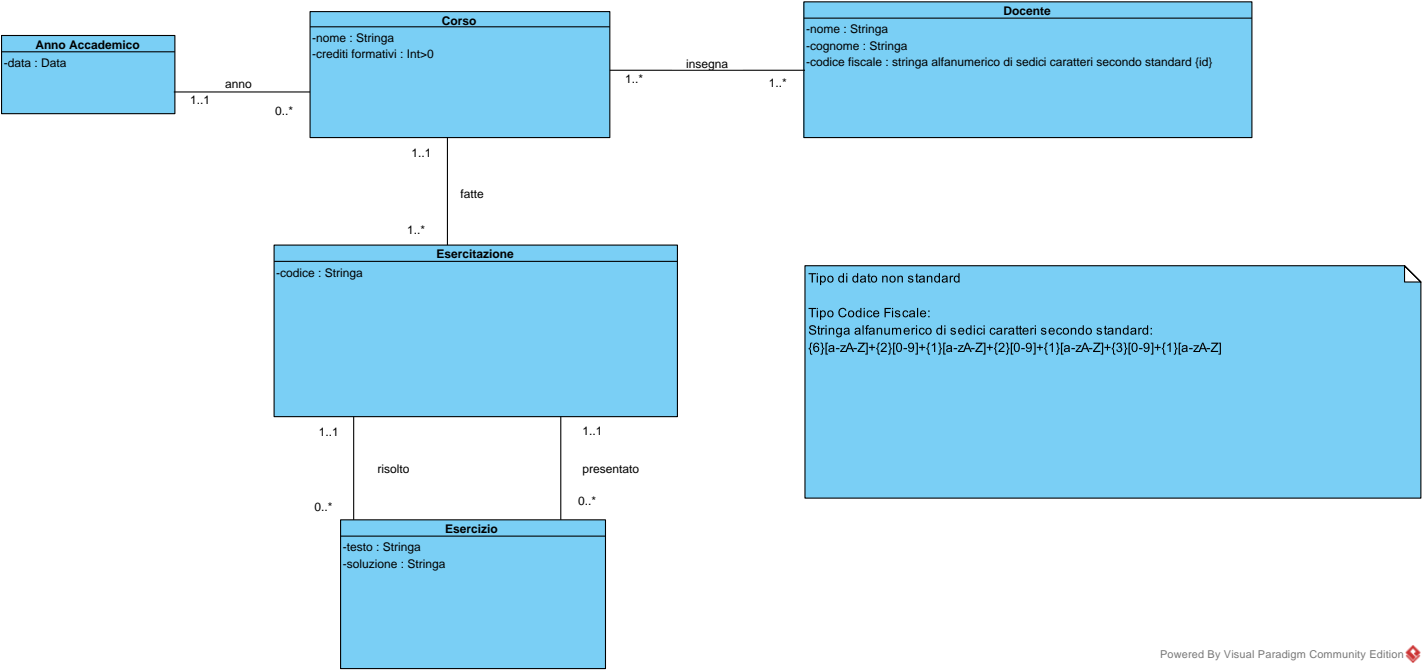 Anno Accademico
-data : Data
anno
1..1
0..*
Corso
-nome : Stringa
-crediti formativi : Int>0
insegna
1..*
1..*
Docente
-nome : Stringa
-cognome : Stringa
-codice fiscale : stringa alfanumerico di sedici caratteri secondo standard {id}
1..1
fatte
1..*
Esercitazione
-codice : Stringa
Tipo di dato non standard
Tipo Codice Fiscale:
Stringa alfanumerico di sedici caratteri secondo standard:
{6}[a-zA-Z]+{2}[0-9]+{1}[a-zA-Z]+{2}[0-9]+{1}[a-zA-Z]+{3}[0-9]+{1}[a-zA-Z]
1..1
risolto
0..*
1..1
presentato
0..*
Esercizio
-testo : Stringa
-soluzione : Stringa
Powered By Visual Paradigm Community Edition